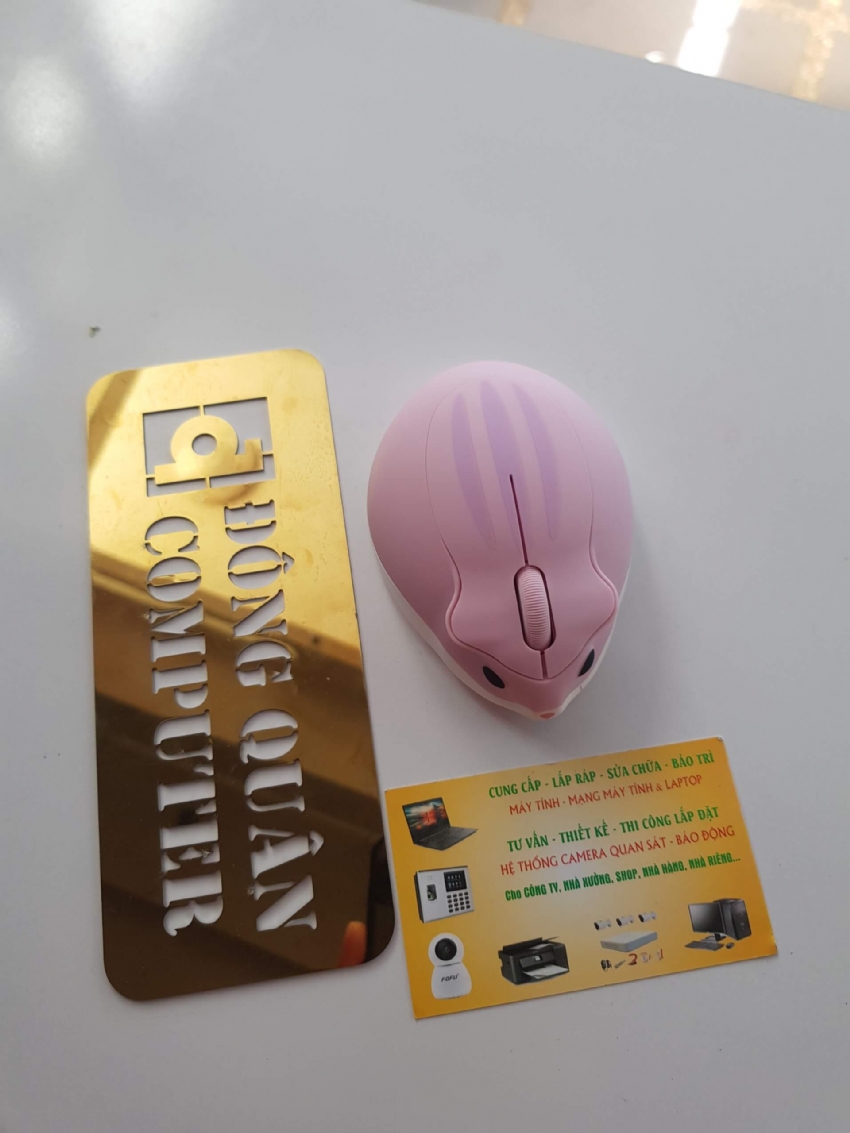 ĐÔNG QUÂN
COMPUTER
CUNG CẤP - LẮP RÁP - SỬA CHỮA - BẢO TRÌ
MÁY TÍNH - MẠNG MÁY TÍNH & LAPTOP
TƯ VẤN - THIẾT KẾ - THI CÔNG LẮP ĐẶT
HỆ THỐNG CAMERA QUAN SÁT - BÁO ĐỘNG
Cho CÔNG TY, NHÀ XƯỞNG, SHOP, NHÀ HÀNG, NHÀ RIÊNG...
FOFU